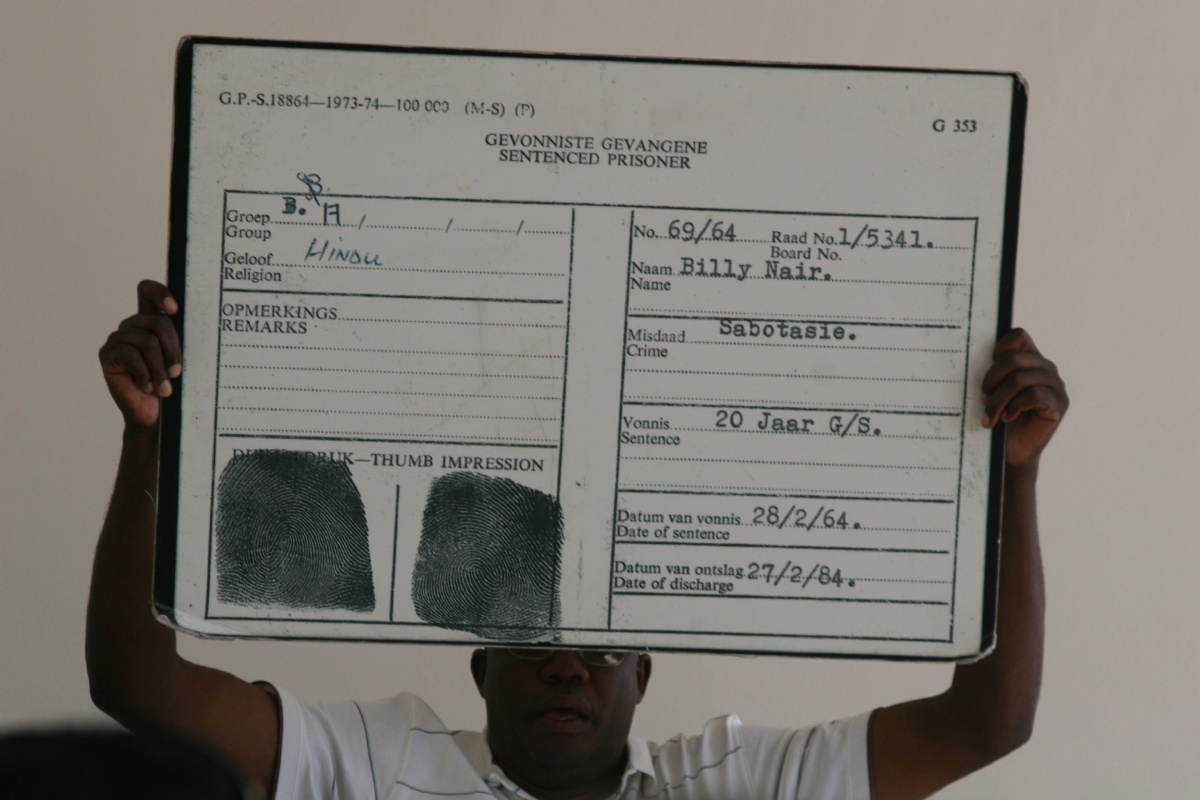 G.P.-S.18864—1973-74—100 000 (M-S) (P)
G 353
GEVONNISTE GEVANGENE
SENTENCED PRISONER
B.
Groep B. A / / /
Group
Geloof Hindu
Religion
OPMERKINGS
REMARKS
DRUK—THUMB IMPRESSION
No. 69/64 Raad No. 1/5341.
Board No.
Naam Billy Nair.
Name
Misdaad Sabotasie.
Crime
Vonnis 20 Jaar G/S.
Sentence
Datum van vonnis 28/2/64.
Date of sentence
Datum van ontslag 27/2/84.
Date of discharge